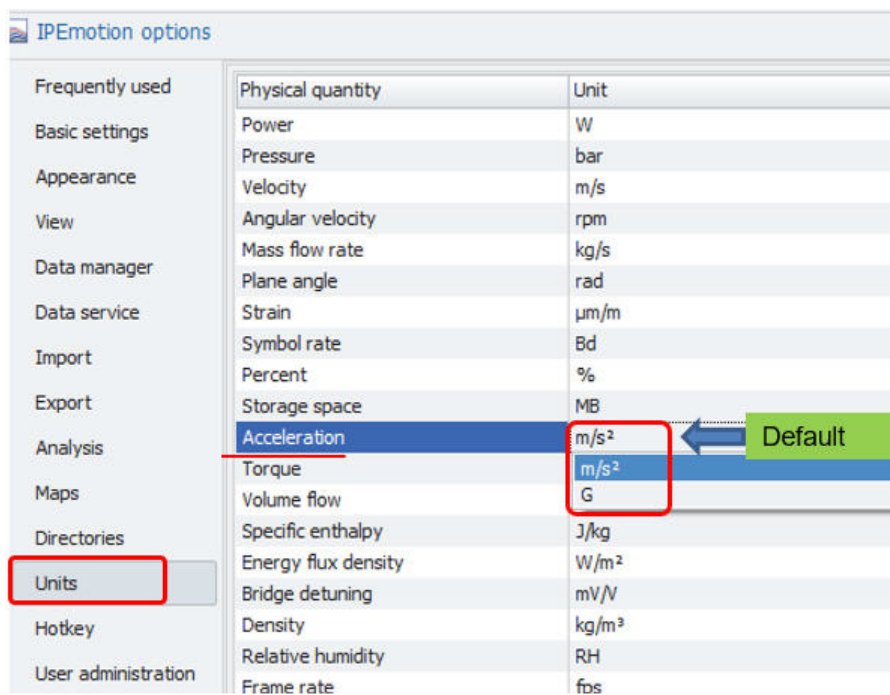 IPEmotion options
Frequently used
Basic settings
Appearance
View
Data manager
Data service
Import
Export
Analysis
Maps
Directories
Units
Hotkey
User administration
Physical quantity Unit
Power W
Pressure bar
Velocity m/s
Angular velocity rpm
Mass flow rate kg/s
Plane angle rad
Strain µm/m
Symbol rate Bd
Percent %
Storage space MB
Acceleration m/s² Default
Torque m/s²
Volume flow G
Specific enthalpy J/kg
Energy flux density W/m²
Bridge detuning mV/V
Density kg/m³
Relative humidity RH
Frame rate fps